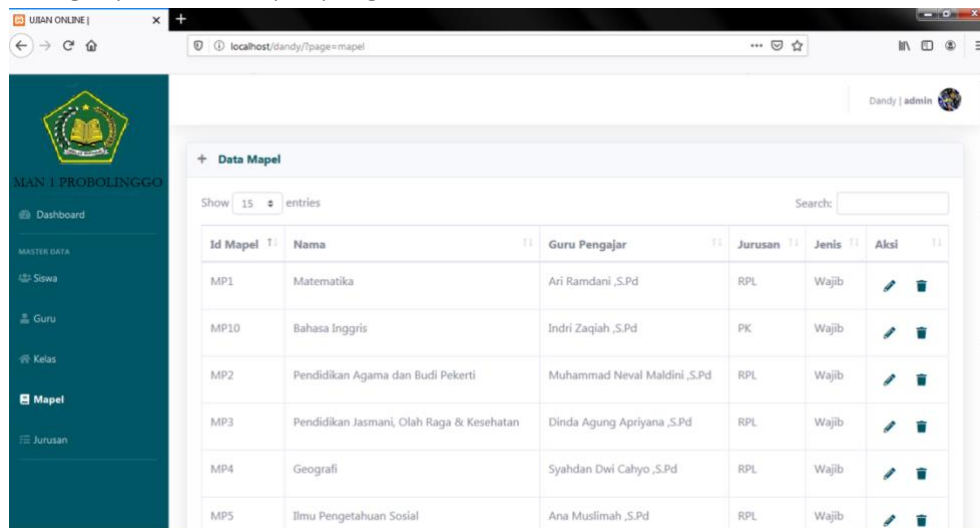 UJIAN ONLINE |
localhost/dandy/?page=mapel
Dandy | admin
MAN 1 PROBOLINGGO
Dashboard
MASTER DATA
Siswa
Guru
Kelas
Mapel
Jurusan
+ Data Mapel
Show 15 entries
Search:
Id Mapel Nama Guru Pengajar Jurusan Jenis Aksi
MP1 Matematika Ari Ramdani ,S.Pd RPL Wajib
MP10 Bahasa Inggris Indri Zaqiah ,S.Pd PK Wajib
MP2 Pendidikan Agama dan Budi Pekerti Muhammad Neval Maldini ,S.Pd RPL Wajib
MP3 Pendidikan Jasmani, Olah Raga & Kesehatan Dinda Agung Apriyana ,S.Pd RPL Wajib
MP4 Geografi Syahdan Dwi Cahyo ,S.Pd RPL Wajib
MP5 Ilmu Pengetahuan Sosial Ana Muslimah ,S.Pd RPL Wajib